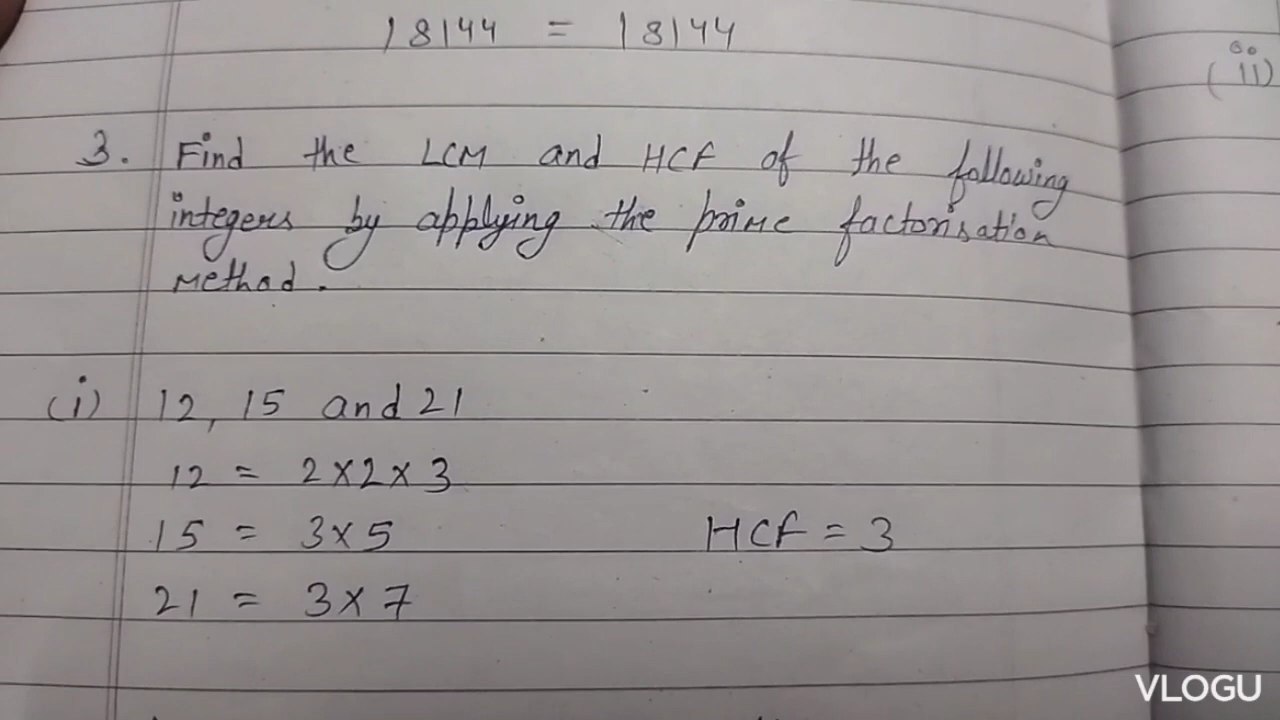 18144 = 18144
(ii)
3. Find the LCM and HCF of the following
integers by applying the prime factorisation
method.
(i) 12, 15 and 21
12 = 2×2×3
15 = 3×5
HCF = 3
21 = 3×7
VLOGU